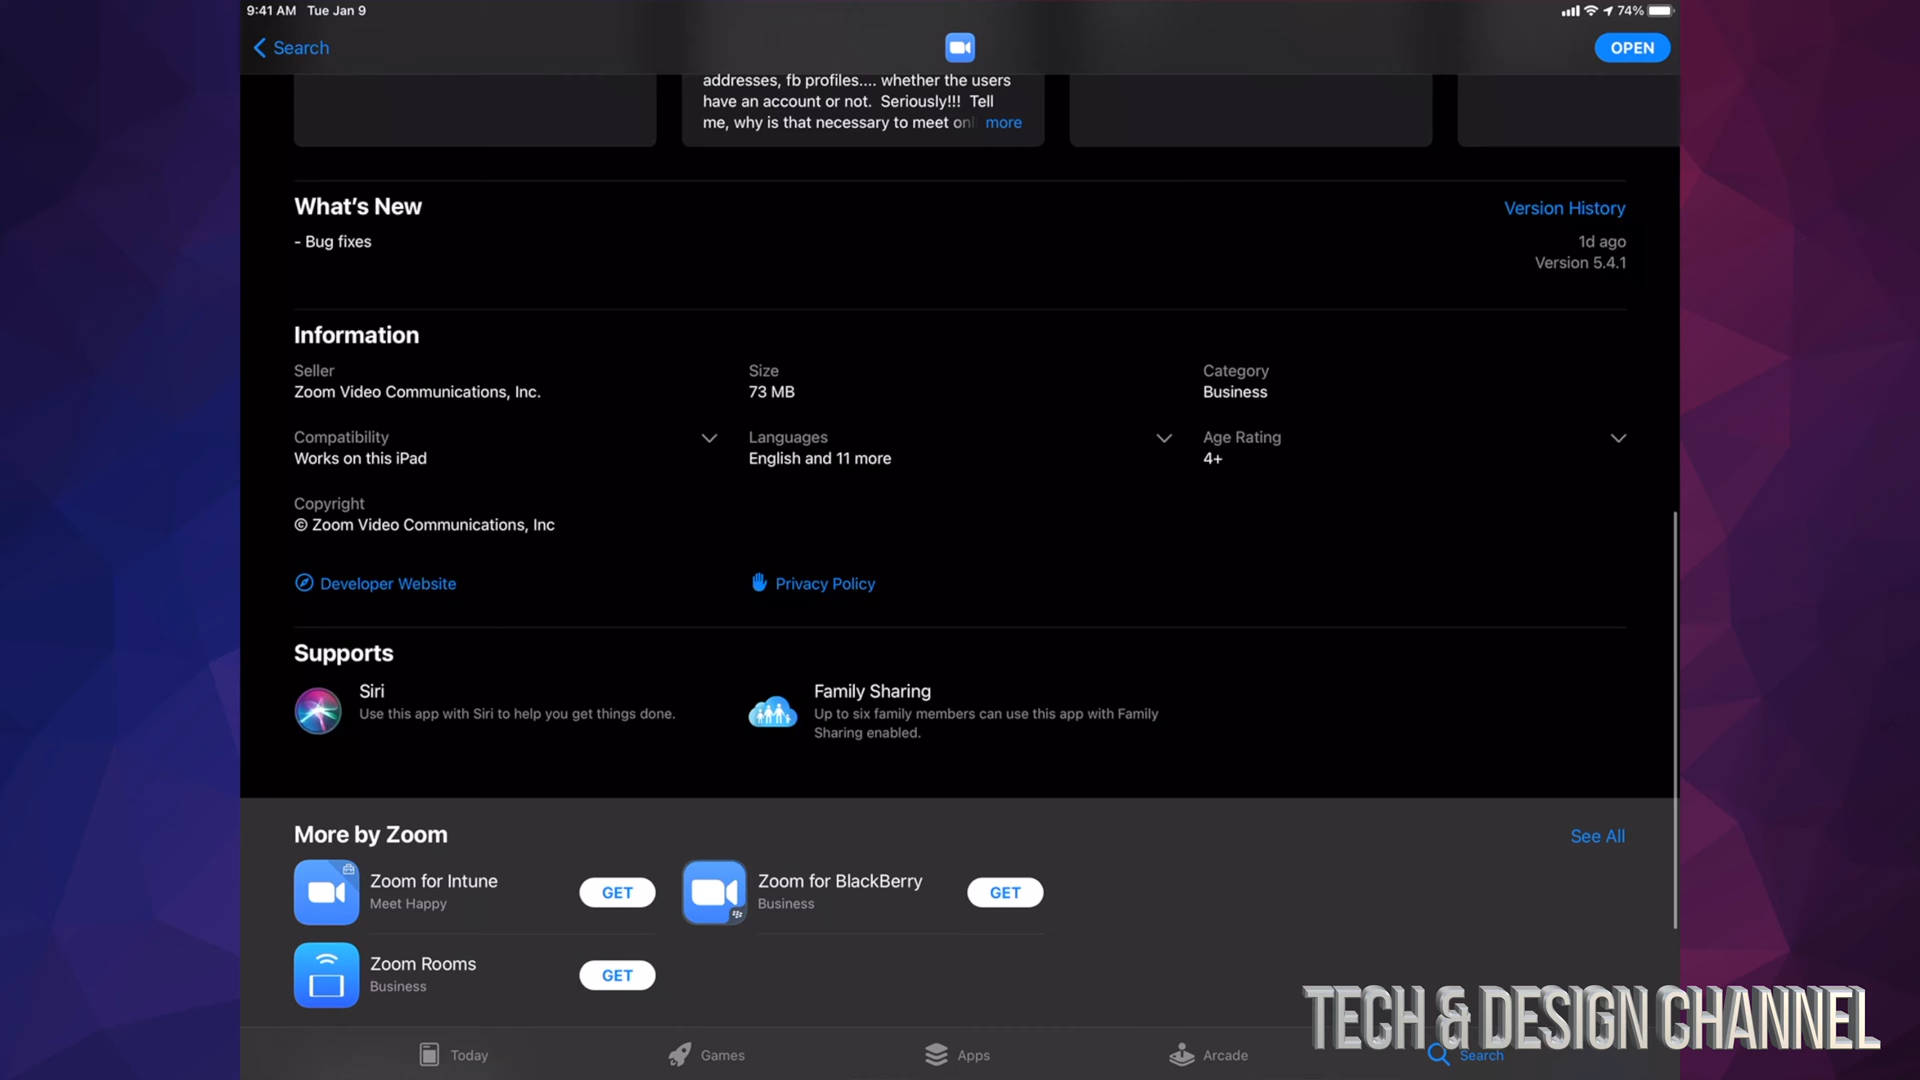 9:41 AM Tue Jan 9
74%
Search
OPEN
addresses, fb profiles.... whether the users
have an account or not. Seriously!!! Tell
me, why is that necessary to meet onl more
What's New
Version History
- Bug fixes
1d ago
Version 5.4.1
Information
Seller
Zoom Video Communications, Inc.
Size
73 MB
Category
Business
Compatibility
Works on this iPad
Languages
English and 11 more
Age Rating
4+
Copyright
© Zoom Video Communications, Inc
Developer Website
Privacy Policy
Supports
Siri
Use this app with Siri to help you get things done.
Family Sharing
Up to six family members can use this app with Family
Sharing enabled.
More by Zoom
See All
Zoom for Intune
Meet Happy
GET
Zoom for BlackBerry
Business
GET
Zoom Rooms
Business
GET
TECH & DESIGN CHANNEL
Today
Games
Apps
Arcade
Search